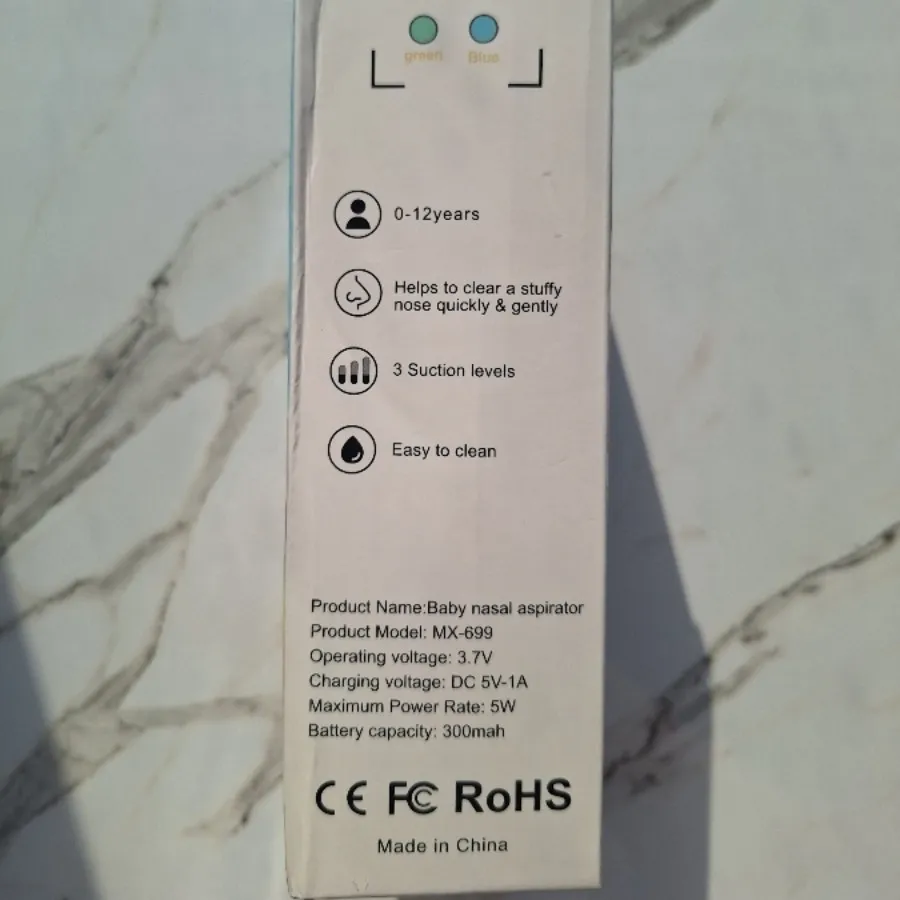 green Blue
0-12years
Helps to clear a stuffy
nose quickly & gently
3 Suction levels
Easy to clean
Product Name:Baby nasal aspirator
Product Model: MX-699
Operating voltage: 3.7V
Charging voltage: DC 5V-1A
Maximum Power Rate: 5W
Battery capacity: 300mah
CE FC RoHS
Made in China